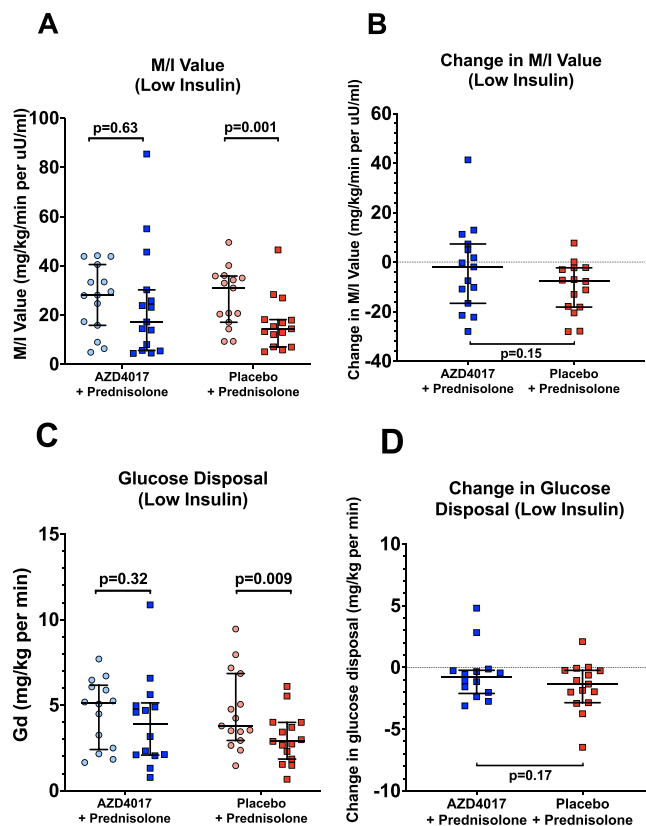 A
M/I Value
(Low Insulin)
M/I Value (mg/kg/min per uU/ml)
100
80
60
40
20
0
p=0.63
p=0.001
AZD4017
+ Prednisolone
Placebo
+ Prednisolone
B
Change in M/I Value
(Low Insulin)
Change in M/I Value (mg/kg/min per uU/ml)
60
40
20
0
-20
-40
p=0.15
AZD4017
+ Prednisolone
Placebo
+ Prednisolone
C
Glucose Disposal
(Low Insulin)
Gd (mg/kg per min)
15
10
5
0
p=0.32
p=0.009
AZD4017
+ Prednisolone
Placebo
+ Prednisolone
D
Change in Glucose
Disposal (Low Insulin)
Change in glucose disposal (mg/kg per min)
10
5
0
-5
-10
p=0.17
AZD4017
+ Prednisolone
Placebo
+ Prednisolone